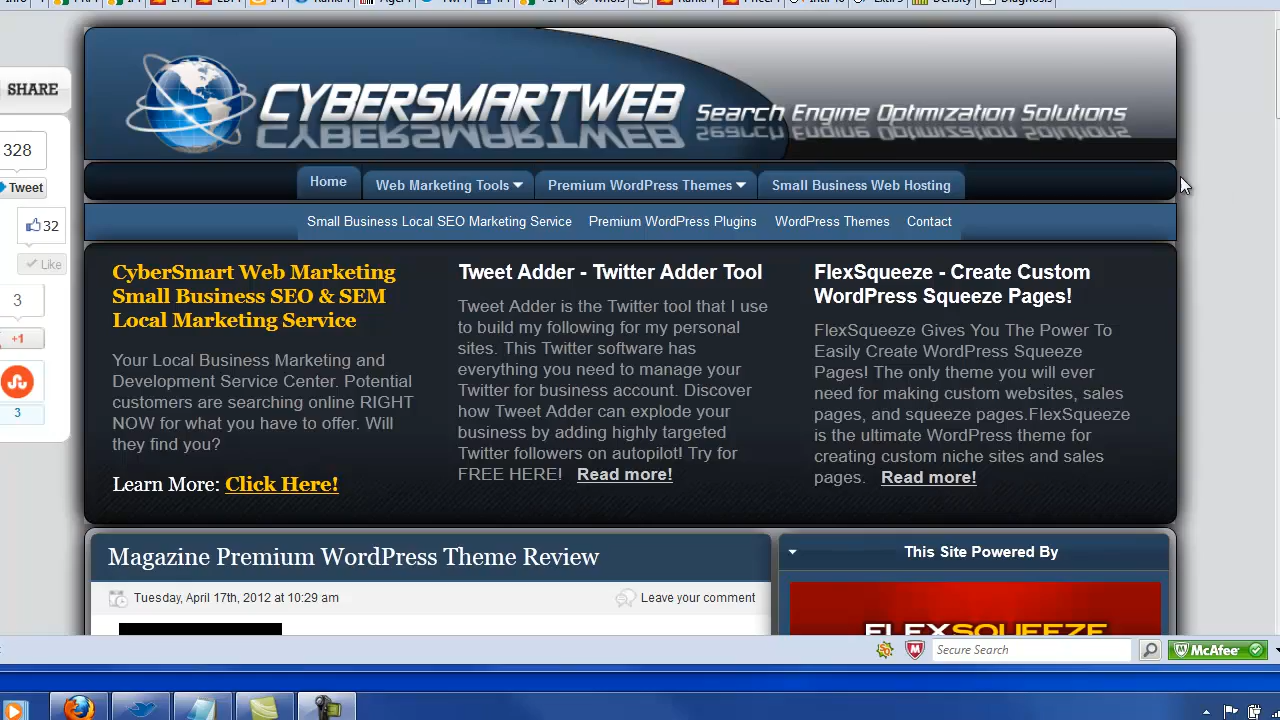 CYBERSMARTWEB Search Engine Optimization Solutions
SHARE
328
Tweet
32
Like
3
+1
3
Home Web Marketing Tools Premium WordPress Themes Small Business Web Hosting
Small Business Local SEO Marketing Service Premium WordPress Plugins WordPress Themes Contact
CyberSmart Web Marketing
Small Business SEO & SEM
Local Marketing Service
Your Local Business Marketing and
Development Service Center. Potential
customers are searching online RIGHT
NOW for what you have to offer. Will
they find you?
Learn More: Click Here!
Tweet Adder - Twitter Adder Tool
Tweet Adder is the Twitter tool that I use
to build my following for my personal
sites. This Twitter software has
everything you need to manage your
Twitter for business account. Discover
how Tweet Adder can explode your
business by adding highly targeted
Twitter followers on autopilot! Try for
FREE HERE! Read more!
FlexSqueeze - Create Custom
WordPress Squeeze Pages!
FlexSqueeze Gives You The Power To
Easily Create WordPress Squeeze
Pages! The only theme you will ever
need for making custom websites, sales
pages, and squeeze pages.FlexSqueeze
is the ultimate WordPress theme for
creating custom niche sites and sales
pages. Read more!
Magazine Premium WordPress Theme Review
Tuesday, April 17th, 2012 at 10:29 am Leave your comment
This Site Powered By
FLEXSQUEEZE
Secure Search
McAfee